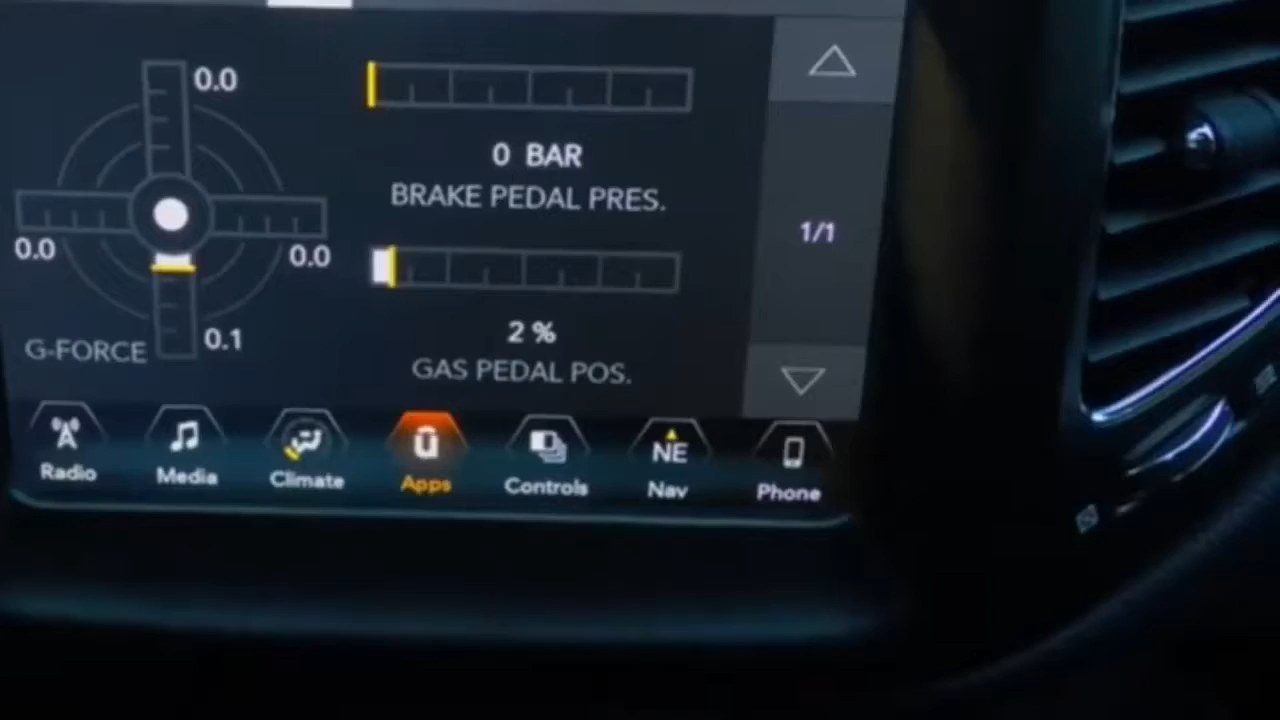 0.0
0 BAR
BRAKE PEDAL PRES.
1/1
0.0
0.0
2 %
0.1
G-FORCE
GAS PEDAL POS.
NE
Radio
Media
Climate
Apps
Controls
Nav
Phone